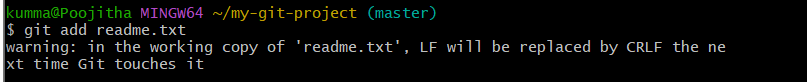 kumma@Poojitha MINGW64 ~/my-git-project (master)
$ git add readme.txt
warning: in the working copy of 'readme.txt', LF will be replaced by CRLF the ne
xt time Git touches it